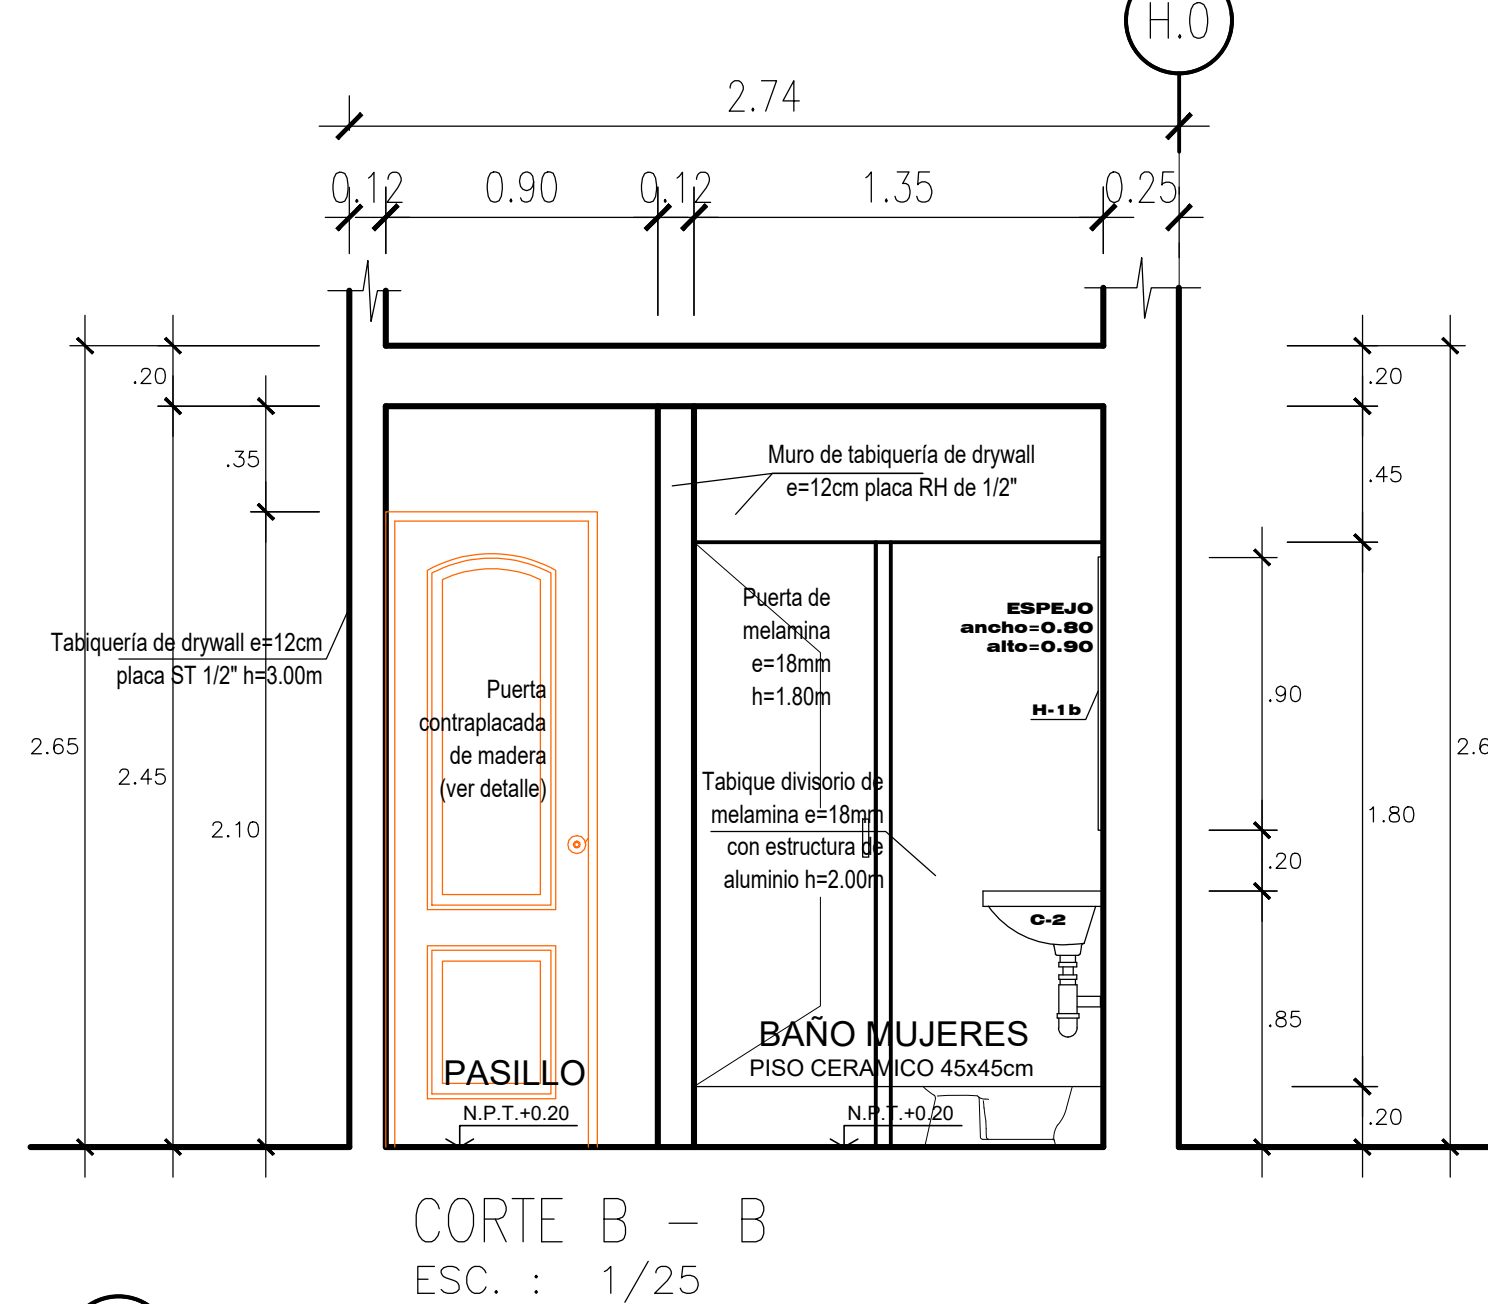 H.0
2.74
0.12
0.90
0.12
1.35
0.25
.20
.35
2.65
2.45
2.10
Tabiquería de drywall e=12cm
placa ST 1/2" h=3.00m
Muro de tabiquería de drywall
e=12cm placa RH de 1/2"
Puerta
contraplacada
de madera
(ver detalle)
Puerta de
melamina
e=18mm
h=1.80m
ESPEJO
ancho=0.80
alto=0.90
H-1b
Tabique divisorio de
melamina e=18mm
con estructura de
aluminio h=2.00m
C-2
PASILLO
N.P.T.+0.20
BAÑO MUJERES
PISO CERAMICO 45x45cm
N.P.T.+0.20
.90
.20
.85
.20
.45
1.80
.20
2.6
CORTE B - B
ESC. : 1/25